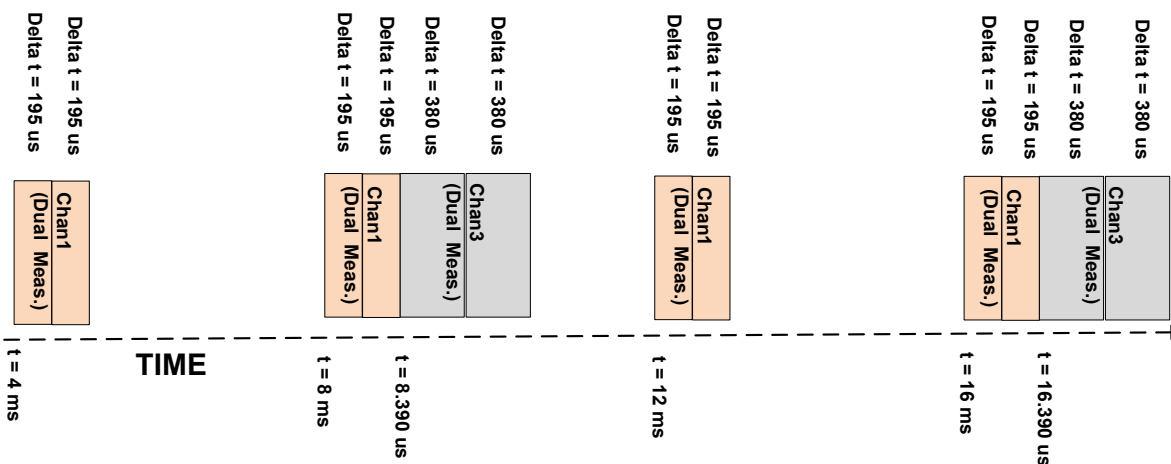 Delta t = 195 us
Delta t = 195 us
Delta t = 195 us
Delta t = 195 us
Delta t = 380 us
Delta t = 380 us
Delta t = 195 us
Delta t = 195 us
Delta t = 195 us
Delta t = 195 us
Delta t = 380 us
Delta t = 380 us
Chan1
(Dual Meas.)
Chan1
(Dual Meas.)
Chan3
(Dual Meas.)
Chan1
(Dual Meas.)
Chan1
(Dual Meas.)
Chan3
(Dual Meas.)
t = 4 ms
TIME
t = 8 ms
t = 8.390 us
t = 12 ms
t = 16 ms
t = 16.390 us